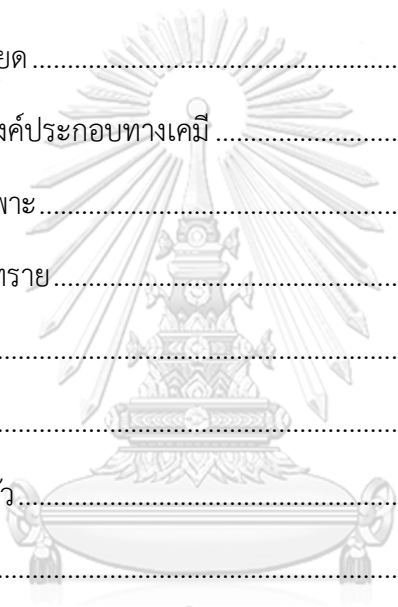 ยด ........................................................
งค์ประกอบทางเคมี ............................
พาะ.......................................................
ทราย.....................................................
..............................................................
..............................................................
ัว...........................................................
..............................................................